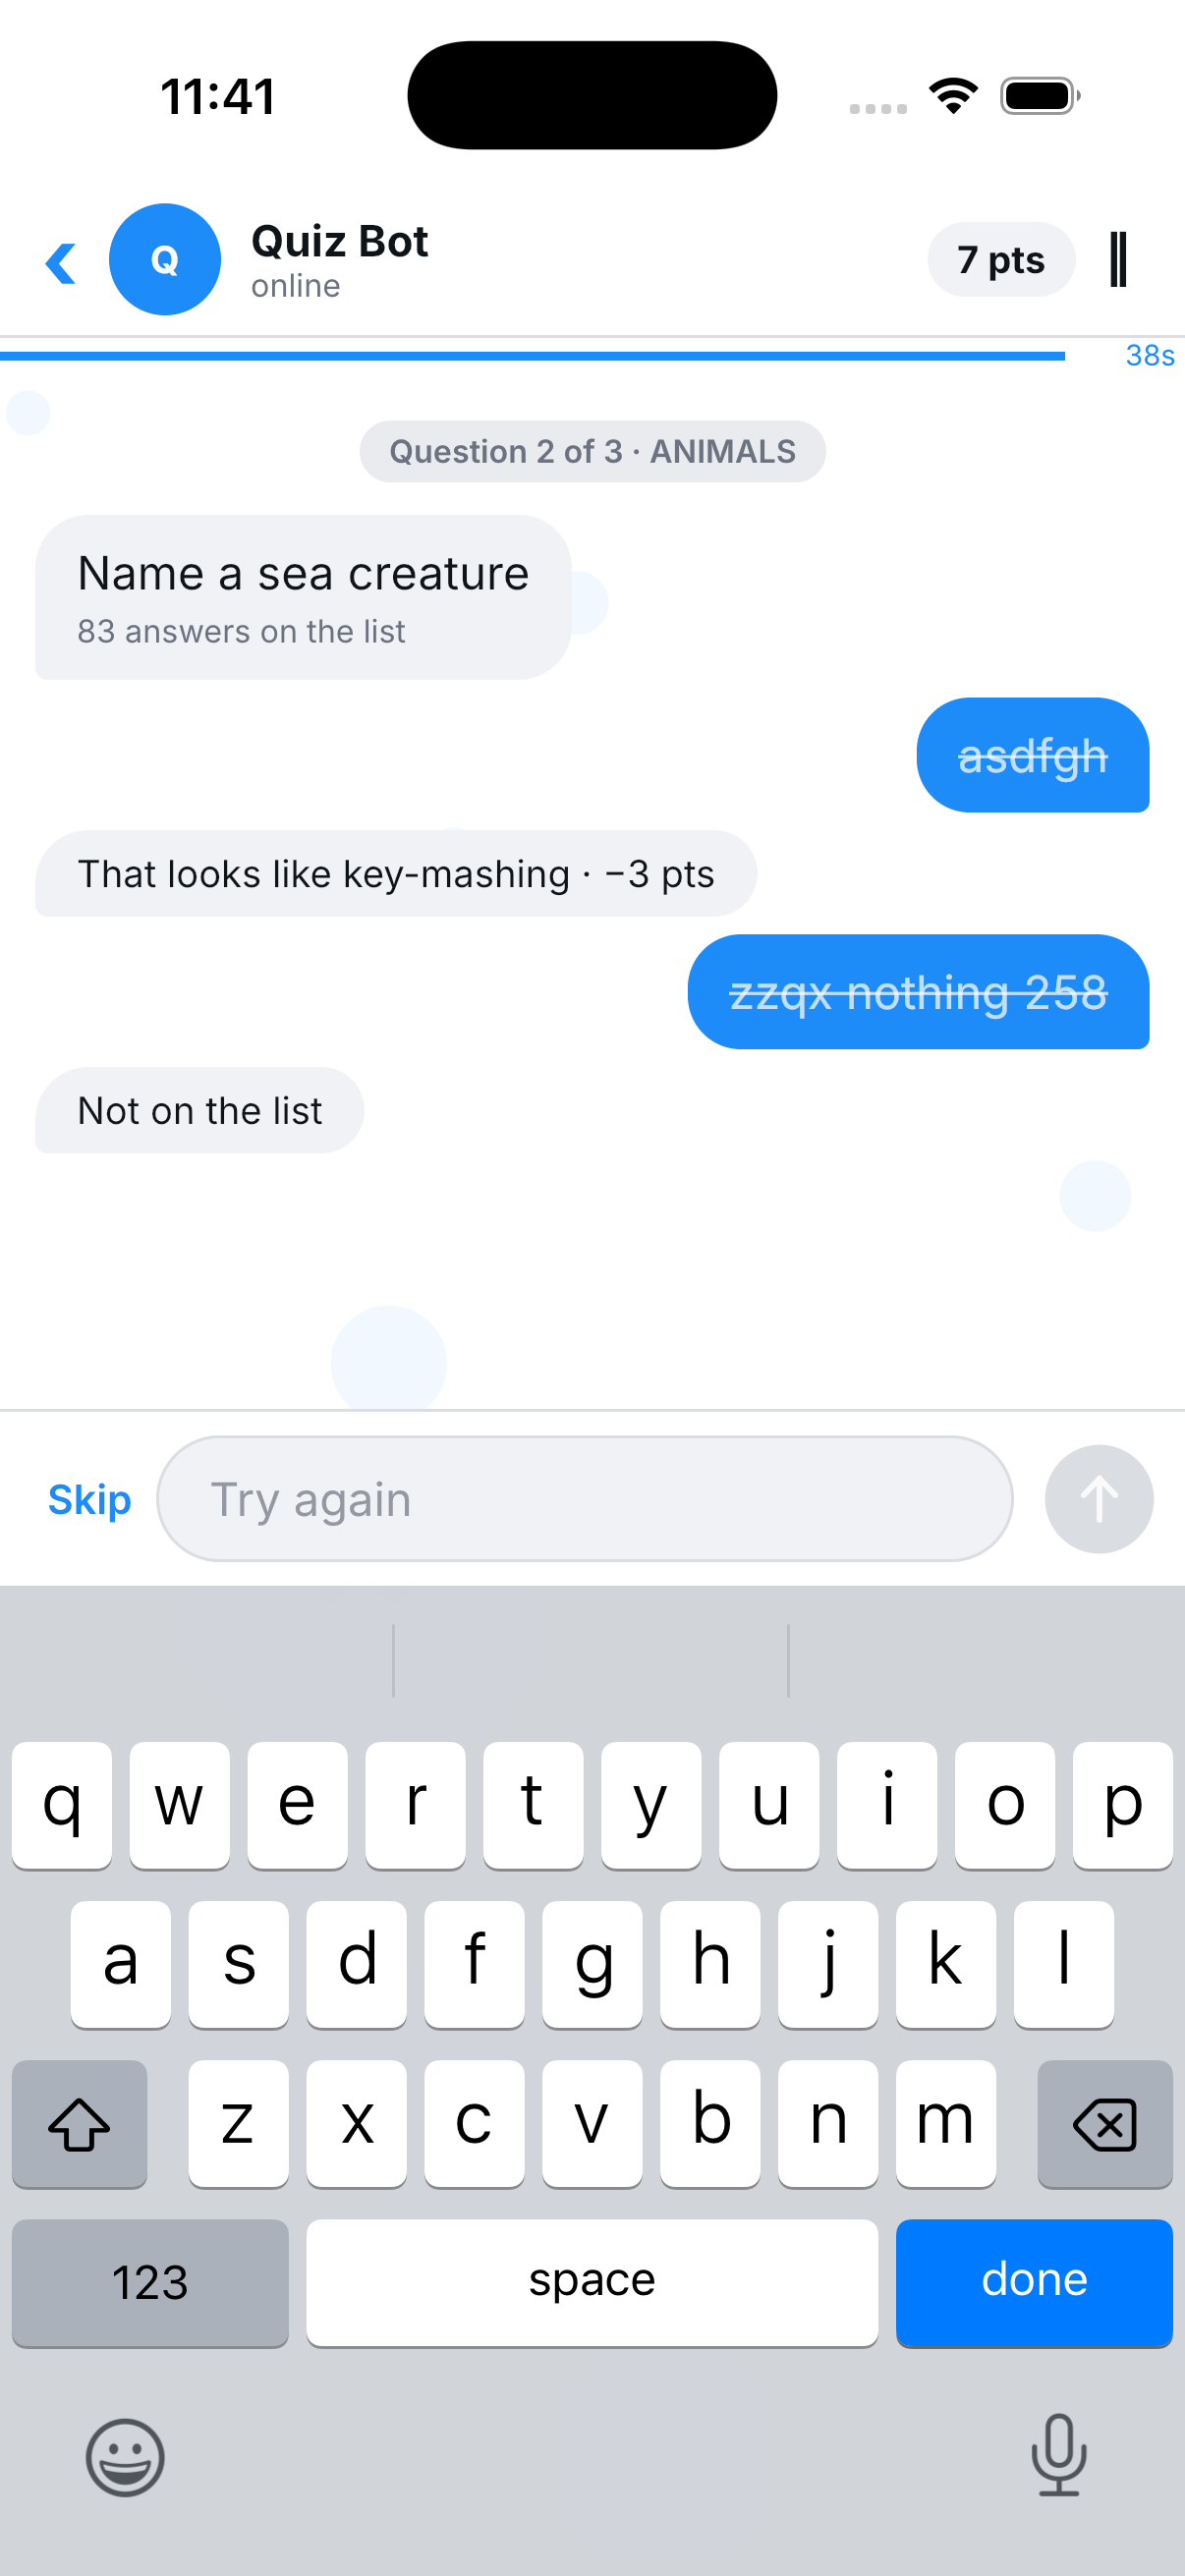 11:41
Q
Quiz Bot
online
7 pts
38s
Question 2 of 3 · ANIMALS
Name a sea creature
83 answers on the list
asdfgh
That looks like key-mashing · −3 pts
zzqx nothing 258
Not on the list
Skip
Try again
q w e r t y u i o p
a s d f g h j k l
z x c v b n m
123
space
done